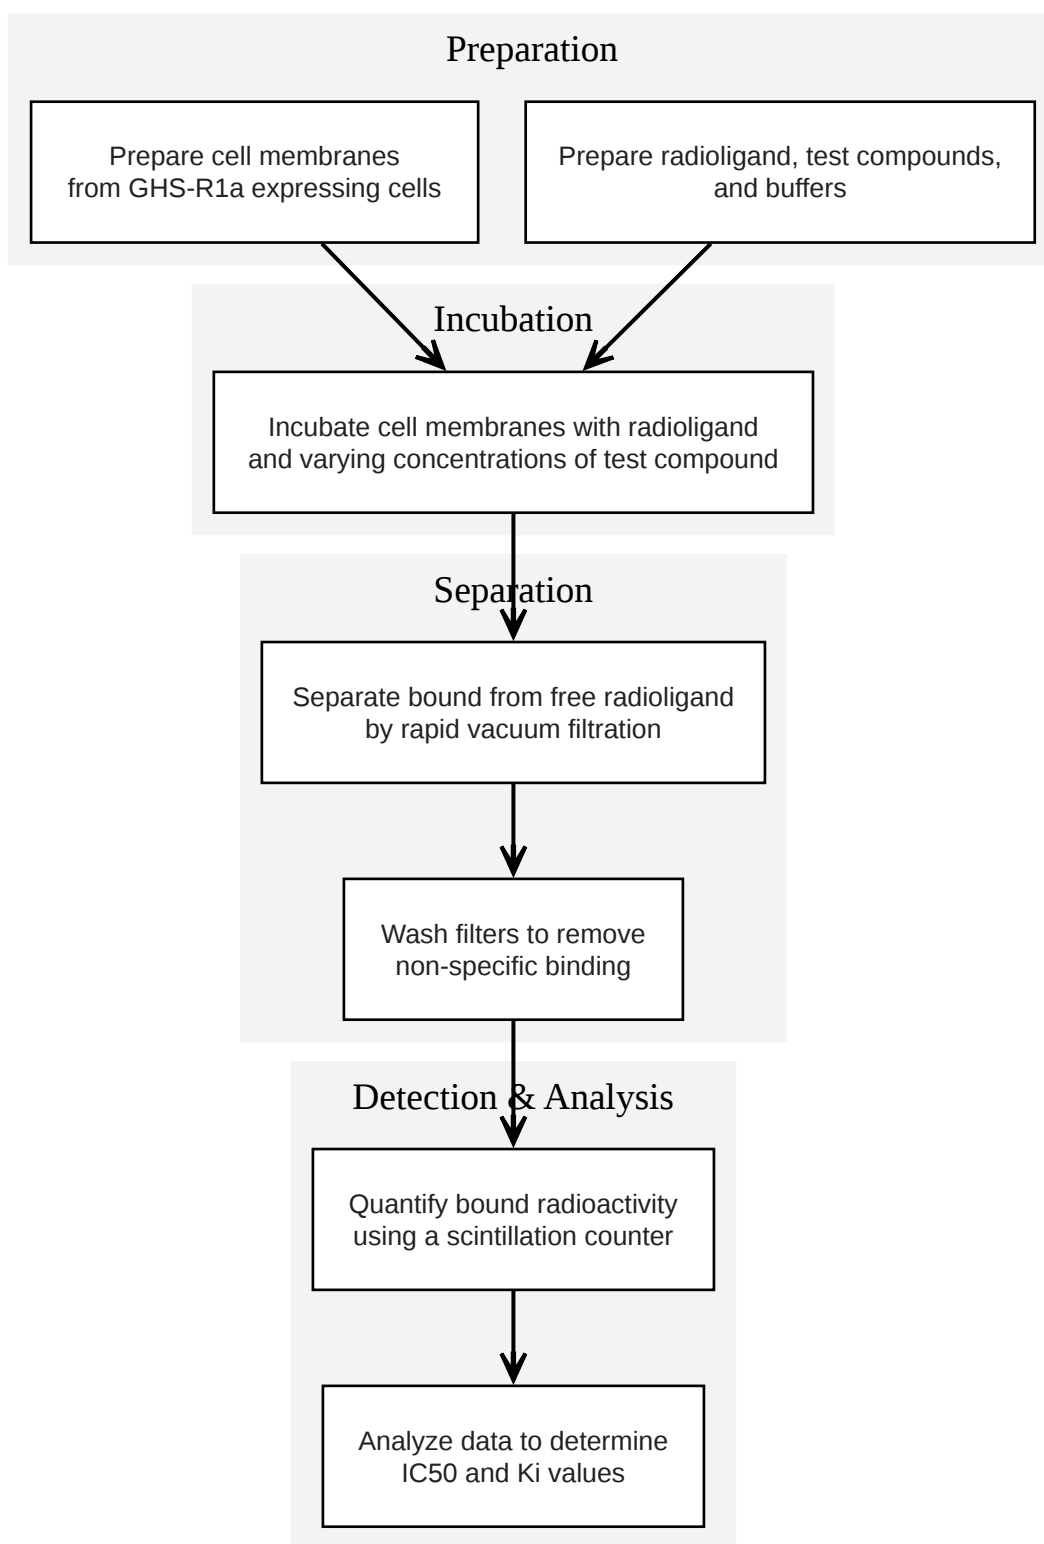 Preparation
Prepare cell membranes
from GHS-R1a expressing cells
Prepare radioligand, test compounds,
and buffers
Incubation
Incubate cell membranes with radioligand
and varying concentrations of test compound
Separation
Separate bound from free radioligand
by rapid vacuum filtration
Wash filters to remove
non-specific binding
Detection & Analysis
Quantify bound radioactivity
using a scintillation counter
Analyze data to determine
IC50 and Ki values